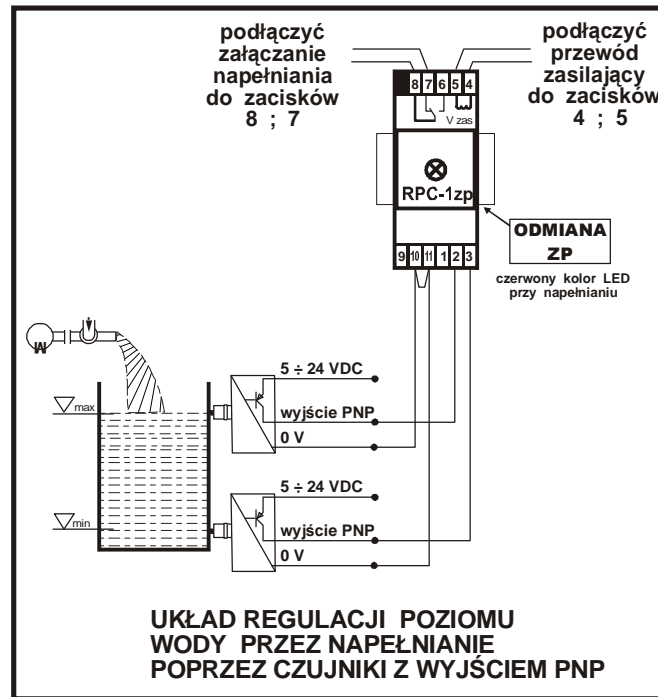 podłączyć
załączanie
napełniania
do zacisków
8 ; 7
podłączyć
przewód
zasilający
do zacisków
4 ; 5
8 7 6 5 4
V zas
RPC-1zp
ODMIANA
ZP
czerwony kolor LED
przy napełnianiu
9 10 11 1 2 3
5 ÷ 24 VDC
wyjście PNP
0 V
max
5 ÷ 24 VDC
wyjście PNP
0 V
min
UKŁAD REGULACJI POZIOMU
WODY PRZEZ NAPEŁNIANIE
POPRZEZ CZUJNIKI Z WYJŚCIEM PNP